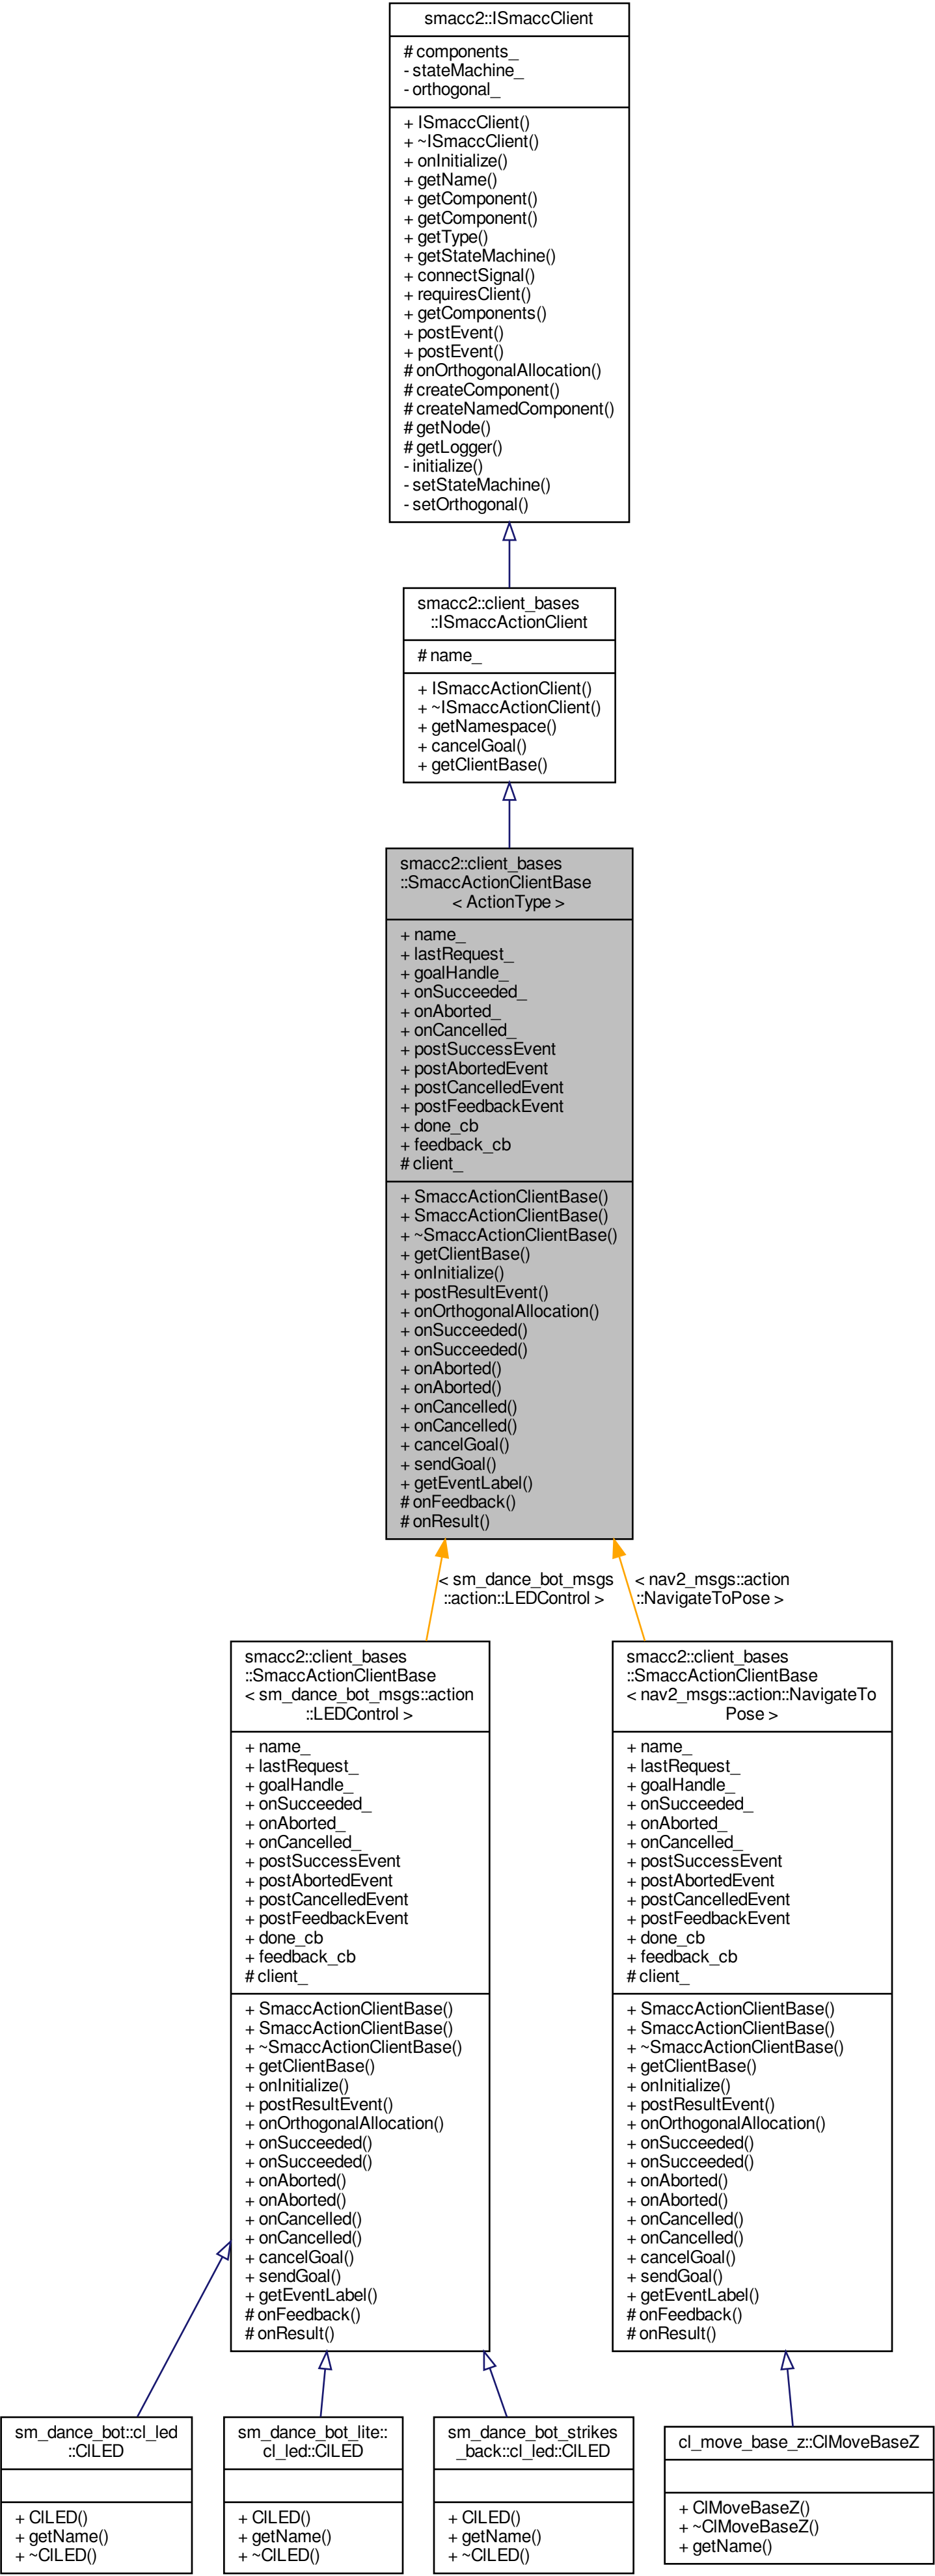 smacc2::ISmaccClient
# components_
- stateMachine_
- orthogonal_
+ ISmaccClient()
+ ~ISmaccClient()
+ onInitialize()
+ getName()
+ getComponent()
+ getComponent()
+ getType()
+ getStateMachine()
+ connectSignal()
+ requiresClient()
+ getComponents()
+ postEvent()
+ postEvent()
# onOrthogonalAllocation()
# createComponent()
# createNamedComponent()
# getNode()
# getLogger()
- initialize()
- setStateMachine()
- setOrthogonal()
smacc2::client_bases
::ISmaccActionClient
# name_
+ ISmaccActionClient()
+ ~ISmaccActionClient()
+ getNamespace()
+ cancelGoal()
+ getClientBase()
smacc2::client_bases
::SmaccActionClientBase
< ActionType >
+ name_
+ lastRequest_
+ goalHandle_
+ onSucceeded_
+ onAborted_
+ onCancelled_
+ postSuccessEvent
+ postAbortedEvent
+ postCancelledEvent
+ postFeedbackEvent
+ done_cb
+ feedback_cb
# client_
+ SmaccActionClientBase()
+ SmaccActionClientBase()
+ ~SmaccActionClientBase()
+ getClientBase()
+ onInitialize()
+ postResultEvent()
+ onOrthogonalAllocation()
+ onSucceeded()
+ onSucceeded()
+ onAborted()
+ onAborted()
+ onCancelled()
+ onCancelled()
+ cancelGoal()
+ sendGoal()
+ getEventLabel()
# onFeedback()
# onResult()
< sm_dance_bot_msgs
::action::LEDControl >
< nav2_msgs::action
::NavigateToPose >
smacc2::client_bases
::SmaccActionClientBase
< sm_dance_bot_msgs::action
::LEDControl >
+ name_
+ lastRequest_
+ goalHandle_
+ onSucceeded_
+ onAborted_
+ onCancelled_
+ postSuccessEvent
+ postAbortedEvent
+ postCancelledEvent
+ postFeedbackEvent
+ done_cb
+ feedback_cb
# client_
+ SmaccActionClientBase()
+ SmaccActionClientBase()
+ ~SmaccActionClientBase()
+ getClientBase()
+ onInitialize()
+ postResultEvent()
+ onOrthogonalAllocation()
+ onSucceeded()
+ onSucceeded()
+ onAborted()
+ onAborted()
+ onCancelled()
+ onCancelled()
+ cancelGoal()
+ sendGoal()
+ getEventLabel()
# onFeedback()
# onResult()
smacc2::client_bases
::SmaccActionClientBase
< nav2_msgs::action::NavigateTo
Pose >
+ name_
+ lastRequest_
+ goalHandle_
+ onSucceeded_
+ onAborted_
+ onCancelled_
+ postSuccessEvent
+ postAbortedEvent
+ postCancelledEvent
+ postFeedbackEvent
+ done_cb
+ feedback_cb
# client_
+ SmaccActionClientBase()
+ SmaccActionClientBase()
+ ~SmaccActionClientBase()
+ getClientBase()
+ onInitialize()
+ postResultEvent()
+ onOrthogonalAllocation()
+ onSucceeded()
+ onSucceeded()
+ onAborted()
+ onAborted()
+ onCancelled()
+ onCancelled()
+ cancelGoal()
+ sendGoal()
+ getEventLabel()
# onFeedback()
# onResult()
sm_dance_bot::cl_led
::ClLED
+ ClLED()
+ getName()
+ ~ClLED()
sm_dance_bot_lite::
cl_led::ClLED
+ ClLED()
+ getName()
+ ~ClLED()
sm_dance_bot_strikes
_back::cl_led::ClLED
+ ClLED()
+ getName()
+ ~ClLED()
cl_move_base_z::ClMoveBaseZ
+ ClMoveBaseZ()
+ ~ClMoveBaseZ()
+ getName()